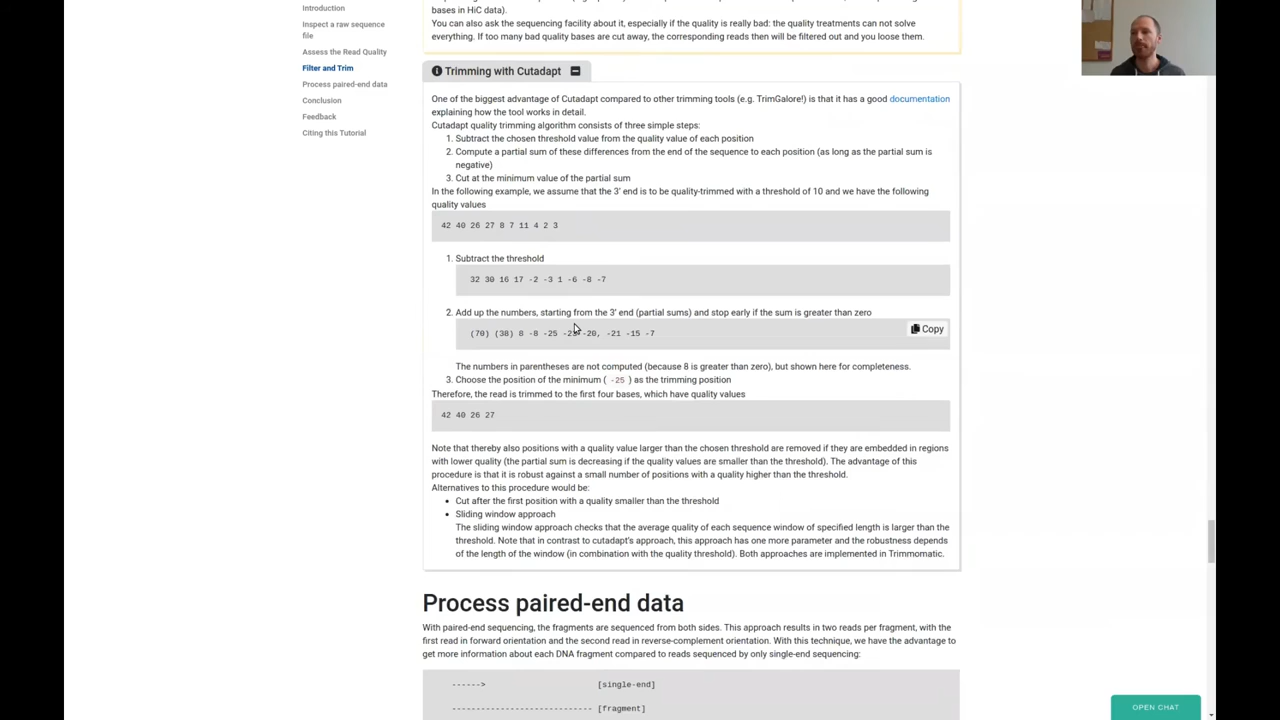 Introduction
Inspect a raw sequence
file
Assess the Read Quality
Filter and Trim
Process paired-end data
Conclusion
Feedback
Citing this Tutorial
bases in HiC data).
You can also ask the sequencing facility about it, especially if the quality is really bad: the quality treatments can not solve
everything. If too many bad quality bases are cut away, the corresponding reads then will be filtered out and you loose them.
Trimming with Cutadapt
One of the biggest advantage of Cutadapt compared to other trimming tools (e.g. TrimGalore!) is that it has a good documentation
explaining how the tool works in detail.
Cutadapt quality trimming algorithm consists of three simple steps:
1. Subtract the chosen threshold value from the quality value of each position
2. Compute a partial sum of these differences from the end of the sequence to each position (as long as the partial sum is
negative)
3. Cut at the minimum value of the partial sum
In the following example, we assume that the 3' end is to be quality-trimmed with a threshold of 10 and we have the following
quality values
42 40 26 27 8 7 11 4 2 3
1. Subtract the threshold
32 30 16 17 -2 -3 1 -6 -8 -7
2. Add up the numbers, starting from the 3' end (partial sums) and stop early if the sum is greater than zero
(70) (38) 8 -8 -25 -20, -21 -15 -7
Copy
The numbers in parentheses are not computed (because 8 is greater than zero), but shown here for completeness.
3. Choose the position of the minimum ( -25 ) as the trimming position
Therefore, the read is trimmed to the first four bases, which have quality values
42 40 26 27
Note that thereby also positions with a quality value larger than the chosen threshold are removed if they are embedded in regions
with lower quality (the partial sum is decreasing if the quality values are smaller than the threshold). The advantage of this
procedure is that it is robust against a small number of positions with a quality higher than the threshold.
Alternatives to this procedure would be:
• Cut after the first position with a quality smaller than the threshold
• Sliding window approach
The sliding window approach checks that the average quality of each sequence window of specified length is larger than the
threshold. Note that in contrast to cutadapt's approach, this approach has one more parameter and the robustness depends
of the length of the window (in combination with the quality threshold). Both approaches are implemented in Trimmomatic.
Process paired-end data
With paired-end sequencing, the fragments are sequenced from both sides. This approach results in two reads per fragment, with the
first read in forward orientation and the second read in reverse-complement orientation. With this technique, we have the advantage to
get more information about each DNA fragment compared to reads sequenced by only single-end sequencing:
------> [single-end]
----------------------------- [fragment]
OPEN CHAT